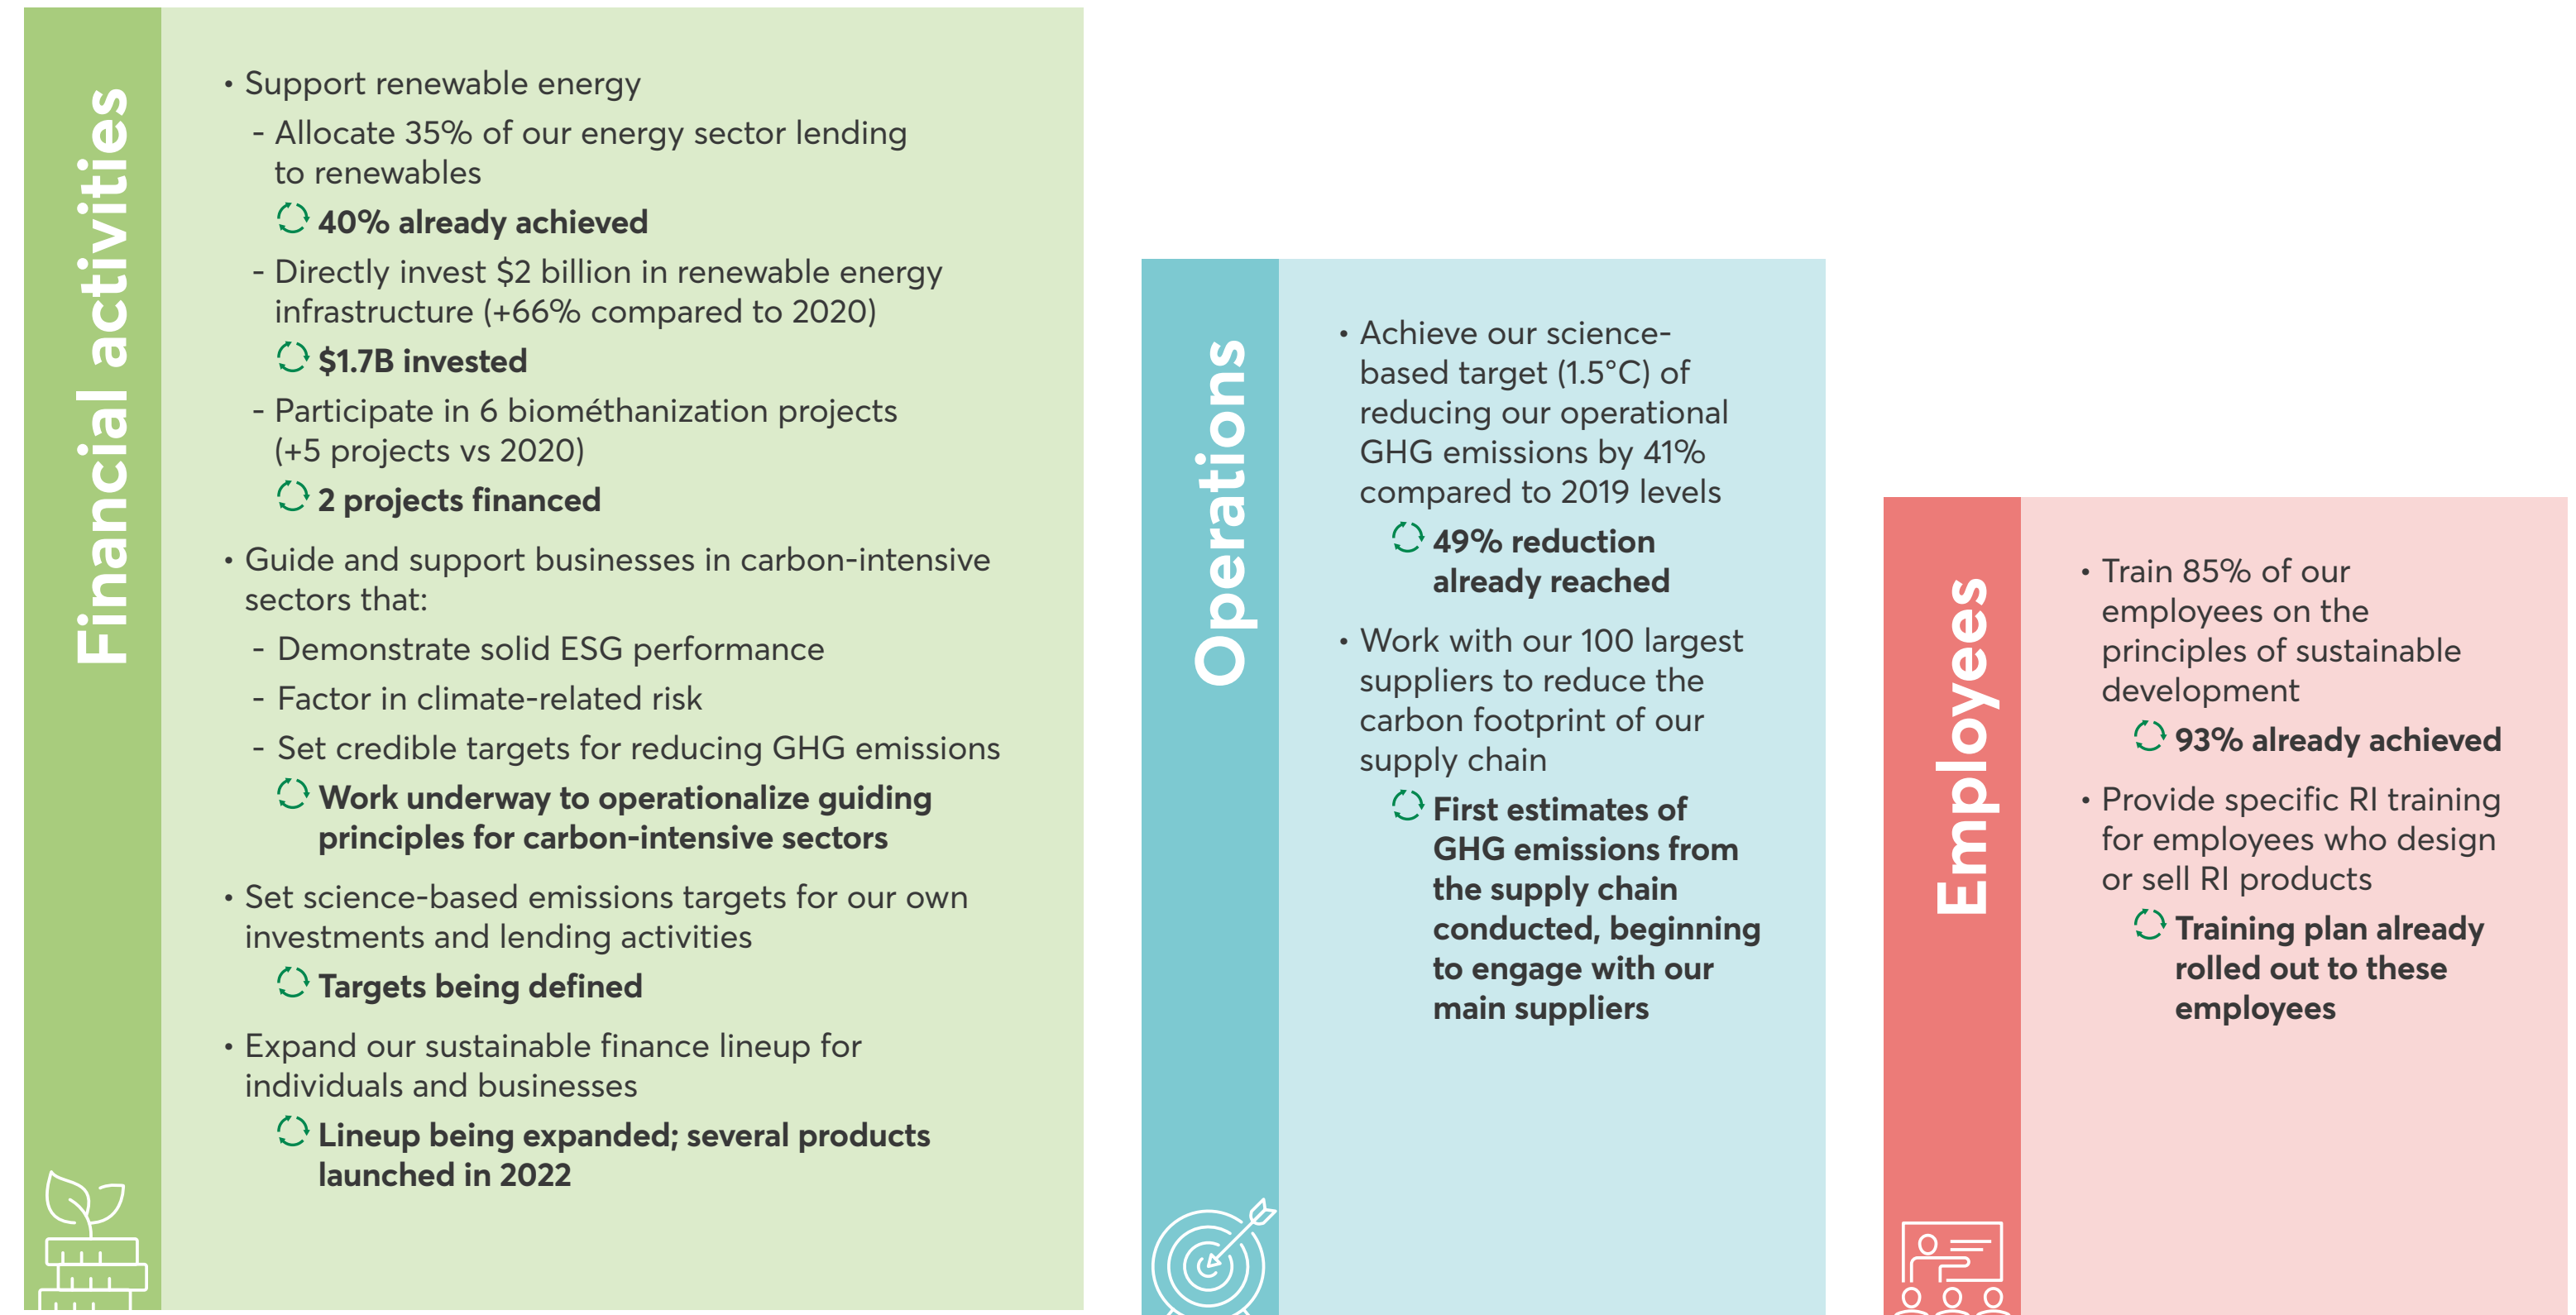 Financial activities
• Support renewable energy
- Allocate 35% of our energy sector lending
to renewables
40% already achieved
- Directly invest $2 billion in renewable energy
infrastructure (+66% compared to 2020)
$1.7B invested
- Participate in 6 biométhanization projects
(+5 projects vs 2020)
2 projects financed
• Guide and support businesses in carbon-intensive
sectors that:
- Demonstrate solid ESG performance
- Factor in climate-related risk
- Set credible targets for reducing GHG emissions
Work underway to operationalize guiding
principles for carbon-intensive sectors
• Set science-based emissions targets for our own
investments and lending activities
Targets being defined
• Expand our sustainable finance lineup for
individuals and businesses
Lineup being expanded; several products
launched in 2022
Operations
• Achieve our science-
based target (1.5°C) of
reducing our operational
GHG emissions by 41%
compared to 2019 levels
49% reduction
already reached
• Work with our 100 largest
suppliers to reduce the
carbon footprint of our
supply chain
First estimates of
GHG emissions from
the supply chain
conducted, beginning
to engage with our
main suppliers
Employees
• Train 85% of our
employees on the
principles of sustainable
development
93% already achieved
• Provide specific RI training
for employees who design
or sell RI products
Training plan already
rolled out to these
employees